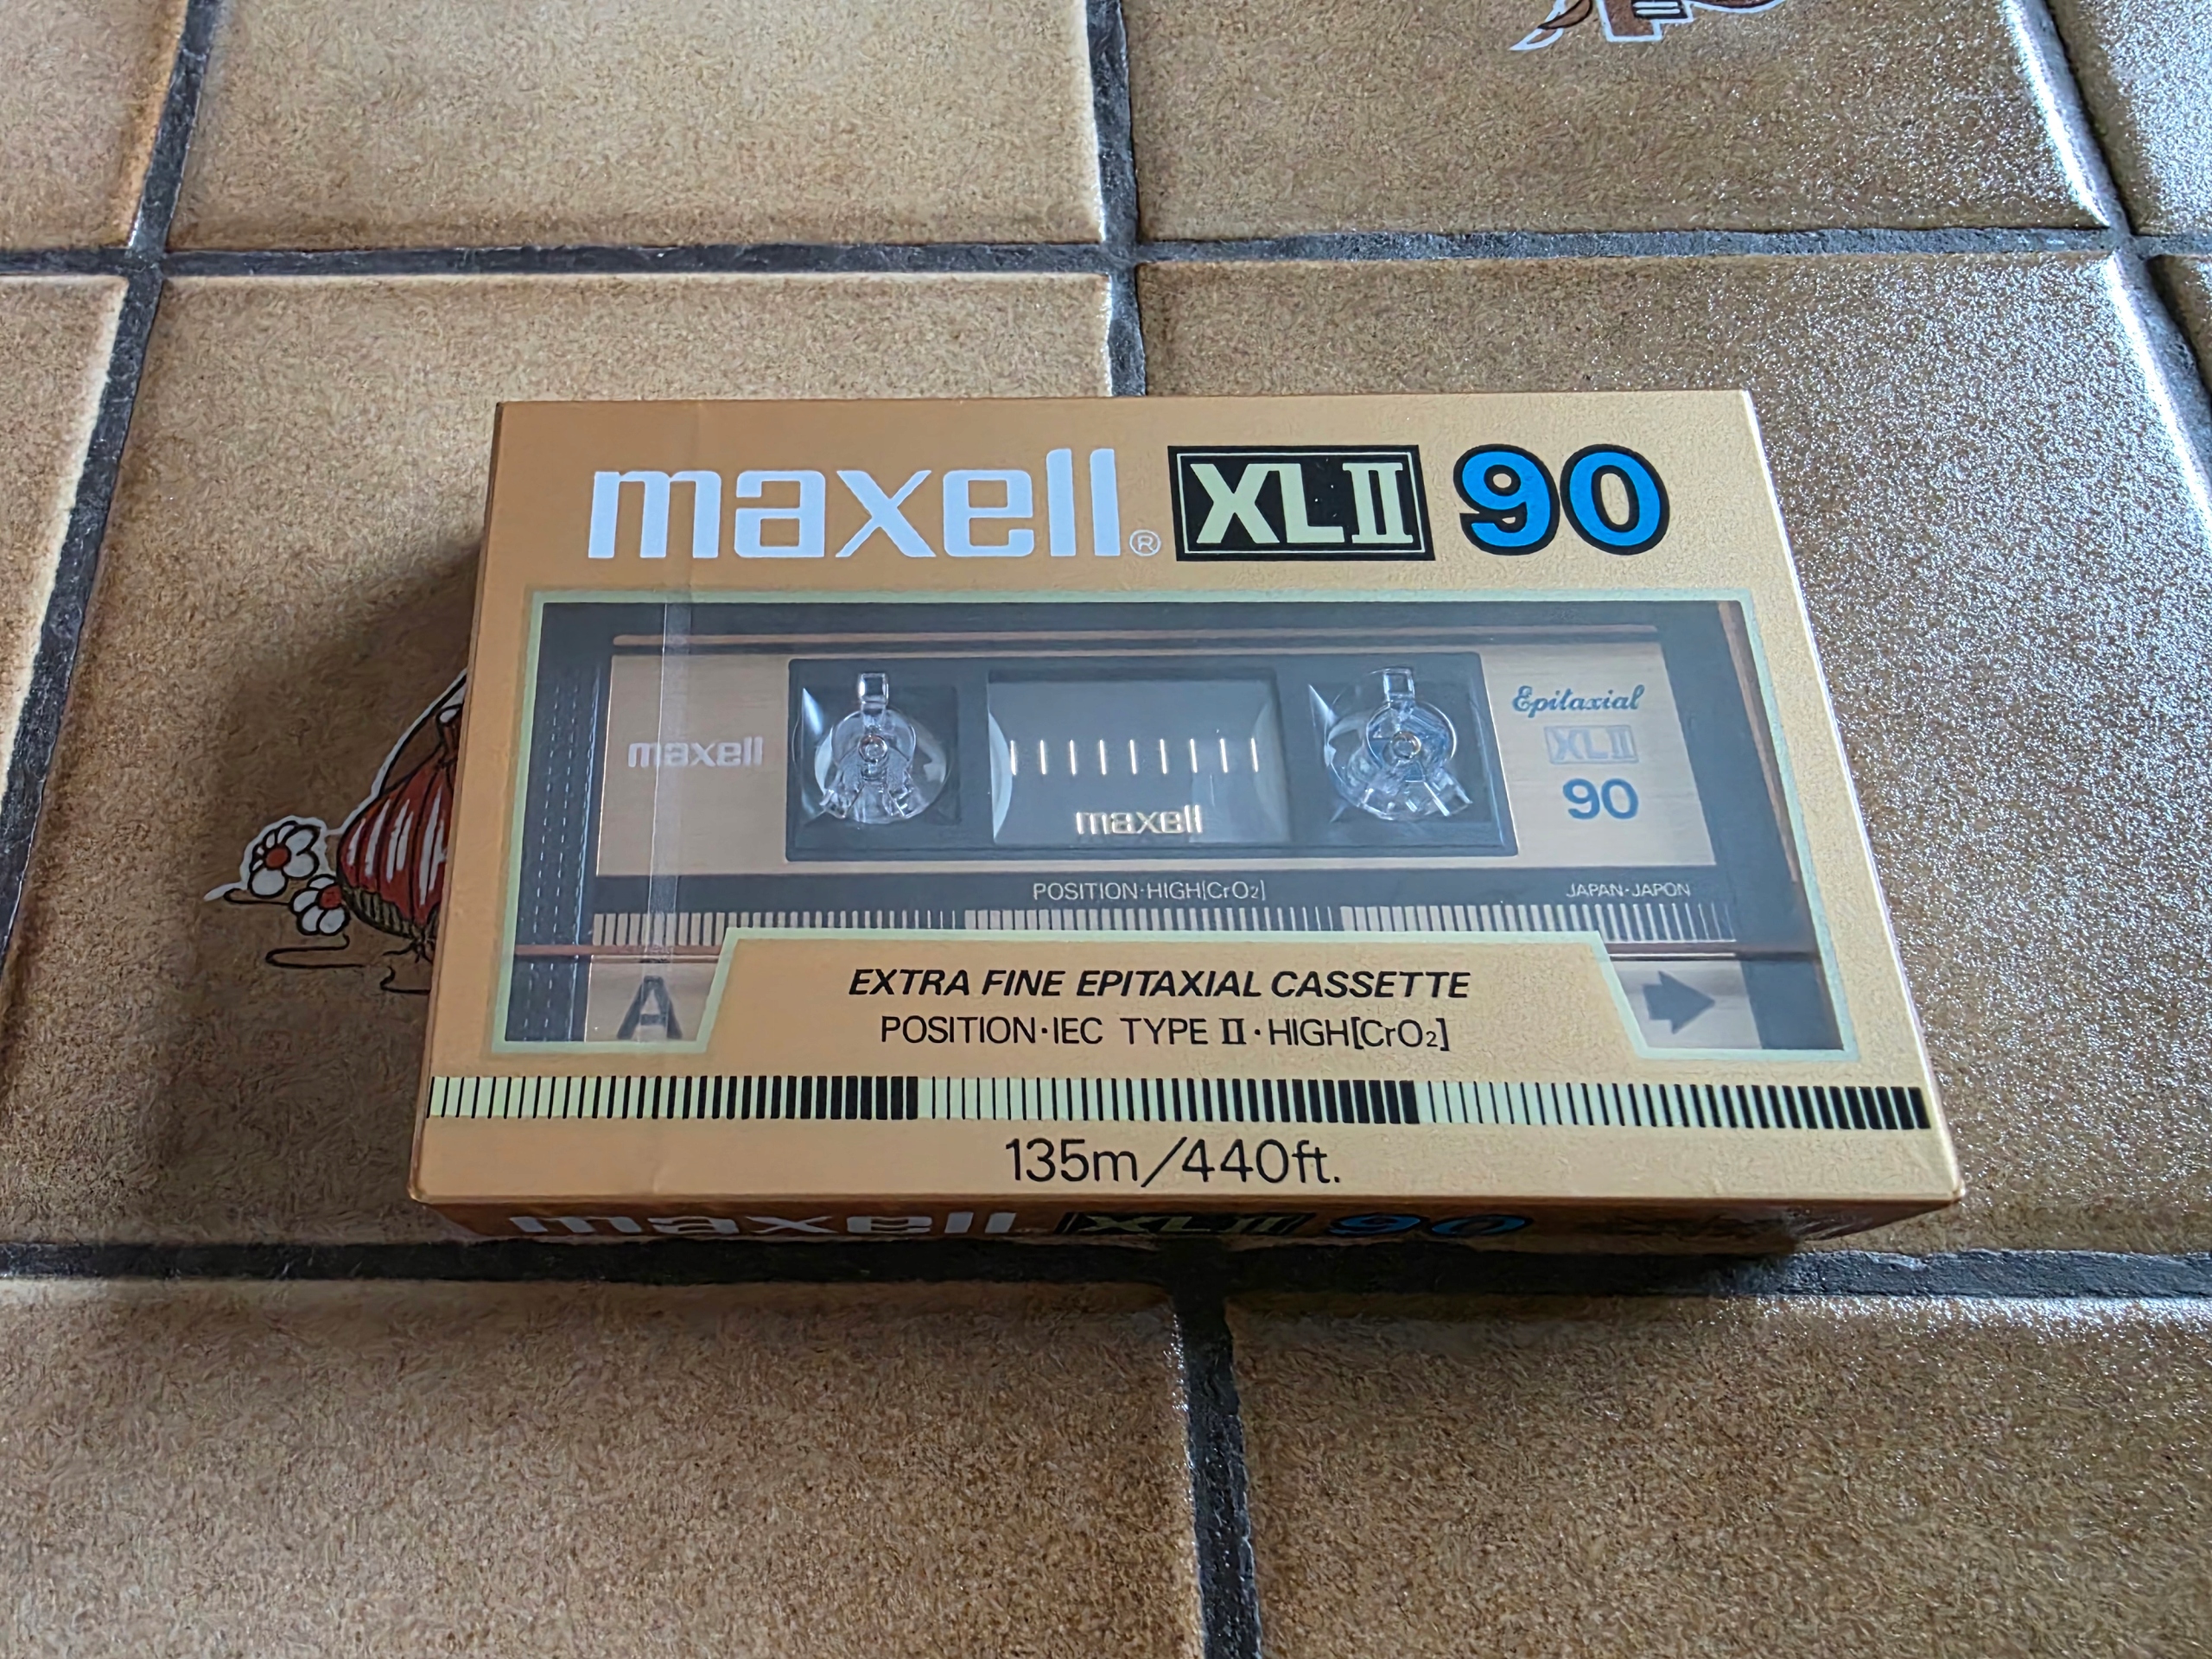 maxell® XLII 90
maxell
Epitaxial
XLII
90
maxell
POSITION·HIGH[CrO₂]
JAPAN·JAPON
A
EXTRA FINE EPITAXIAL CASSETTE
POSITION·IEC TYPE II·HIGH[CrO₂]
135m/440ft.
maxell XLII 90